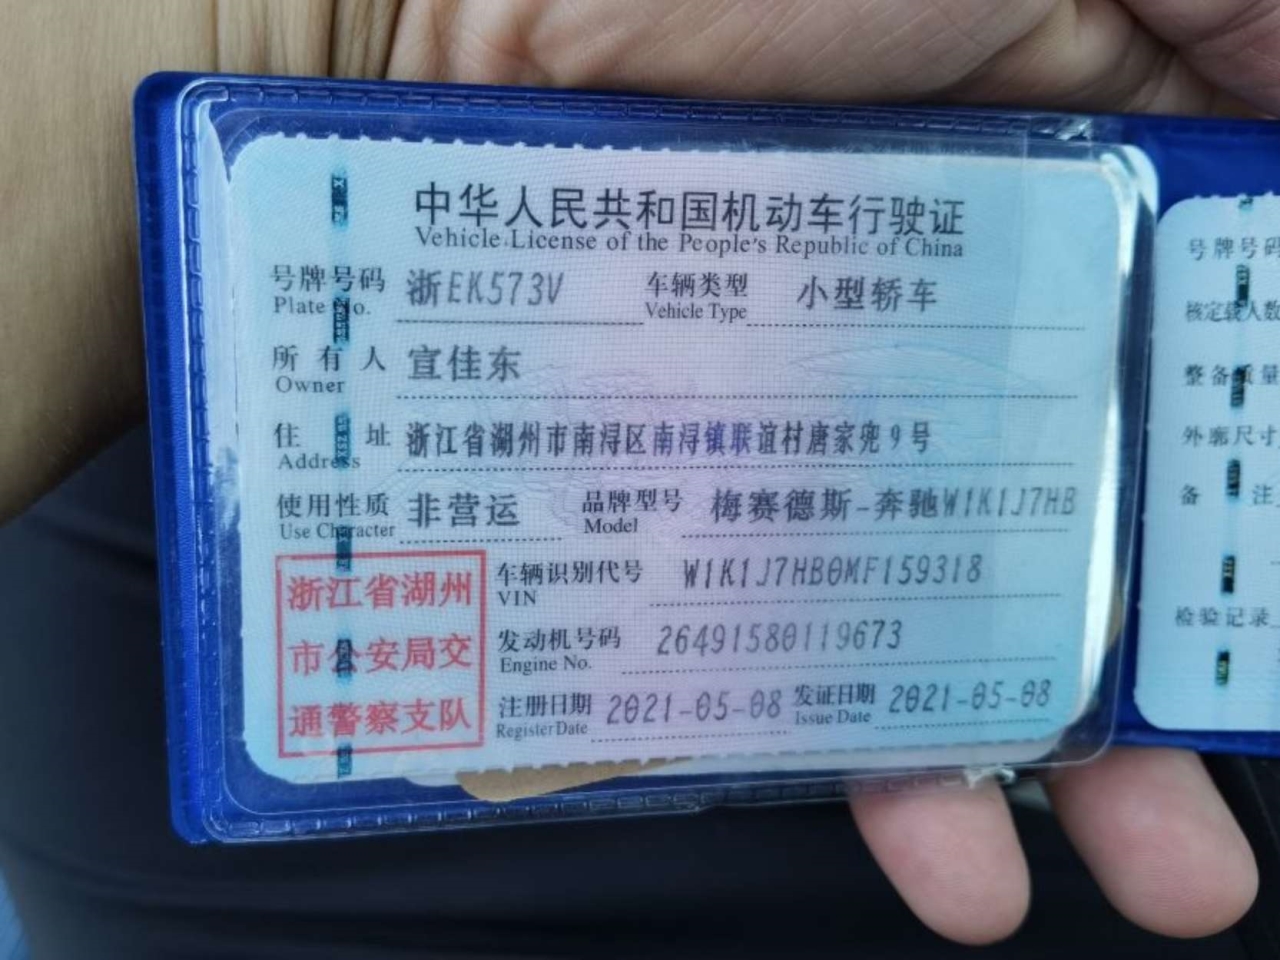 中华人民共和国机动车行驶证
Vehicle License of the People's Republic of China
号牌号码 浙EK573V 车辆类型 小型轿车
Plate No. Vehicle Type
所有人 宣佳东
Owner
住址 浙江省湖州市南浔区南浔镇联谊村唐家兜9号
Address
使用性质 非营运 品牌型号 梅赛德斯-奔驰W1K1J7HB
Use Character Model
浙江省湖州
市公安局交
通警察支队
车辆识别代号 W1K1J7HB0MF159318
VIN
发动机号码 26491580119673
Engine No.
注册日期 2021-05-08 发证日期 2021-05-08
Register Date Issue Date
号牌号码
核定载人数
整备质量
外廓尺寸
备注
检验记录